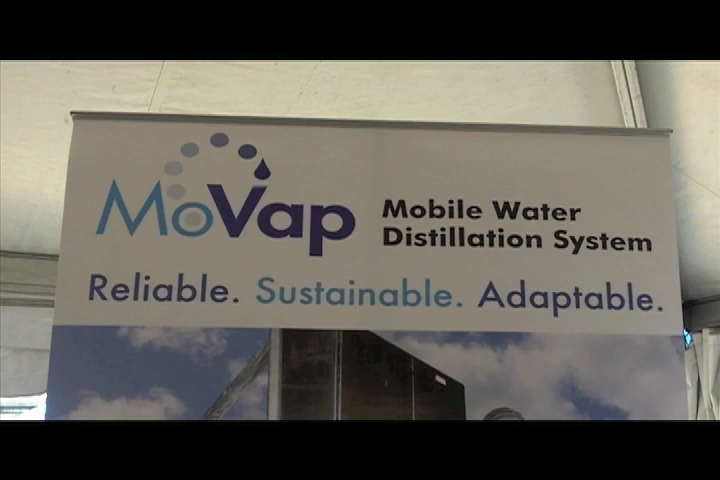 MoVap
Mobile Water
Distillation System
Reliable. Sustainable. Adaptable.